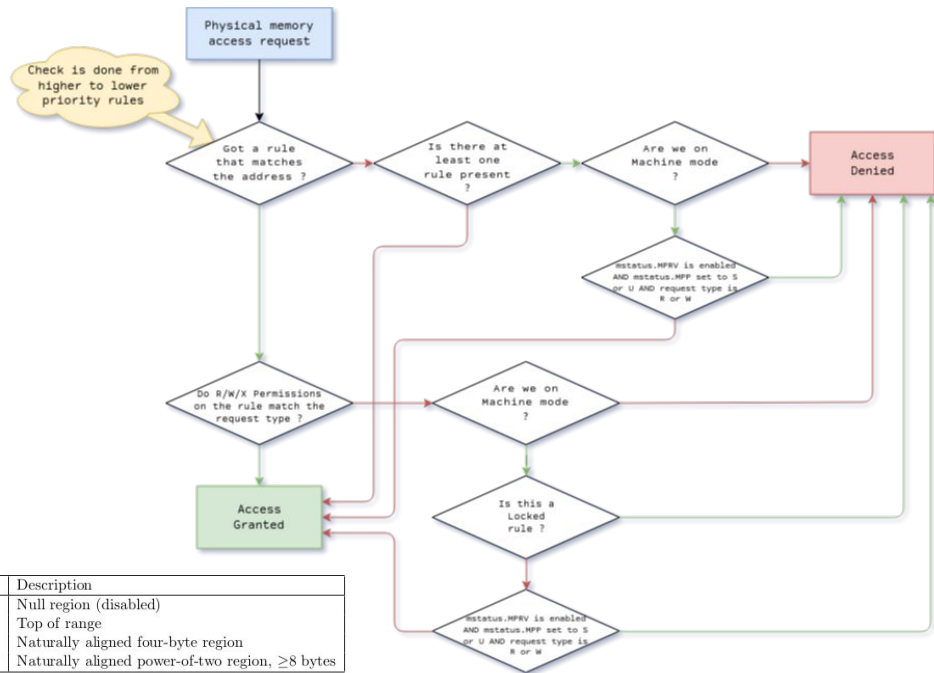 Physical memory
access request
Check is done from
higher to lower
priority rules
Got a rule
that matches
the address ?
Is there at
least one
rule present
?
Are we on
Machine mode
?
Access
Denied
mstatus.MPRV is enabled
AND mstatus.MPP set to S
or U AND request type is
R or W
Do R/W/X Permissions
on the rule match the
request type ?
Are we on
Machine mode
?
Access
Granted
Is this a
Locked
rule ?
mstatus.MPRV is enabled
AND mstatus.MPP set to S
or U AND request type is
R or W
Description
Null region (disabled)
Top of range
Naturally aligned four-byte region
Naturally aligned power-of-two region, ≥8 bytes